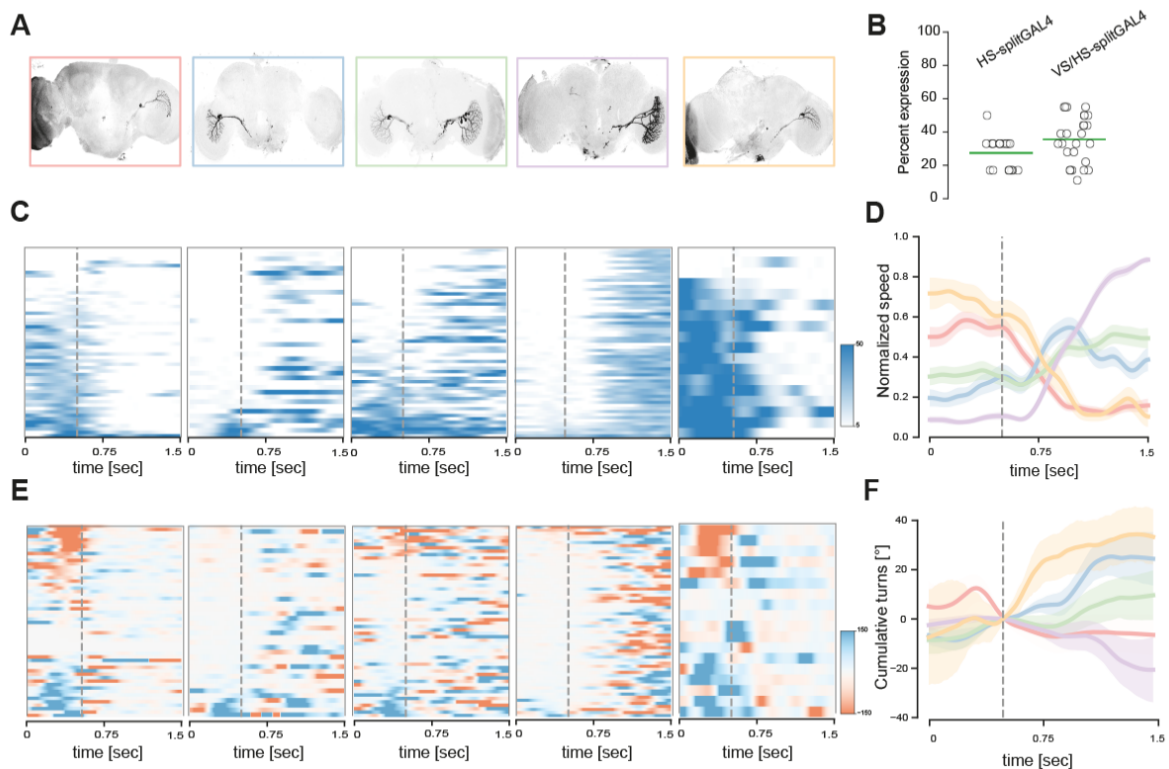 A
B
HS-splitGAL4
VS/HS-splitGAL4
Percent expression
100
80
60
40
20
0
C
D
50
5
0 0.75 1.5
time [sec]
0 0.75 1.5
time [sec]
0 0.75 1.5
time [sec]
0 0.75 1.5
time [sec]
0 0.75 1.5
time [sec]
Normalized speed
1.0
0.8
0.6
0.4
0.2
0.0
0 0.75 1.5
time [sec]
E
F
150
−150
0 0.75 1.5
time [sec]
0 0.75 1.5
time [sec]
0 0.75 1.5
time [sec]
0 0.75 1.5
time [sec]
0 0.75 1.5
time [sec]
Cumulative turns [°]
40
20
0
−20
−40
0 0.75 1.5
time [sec]